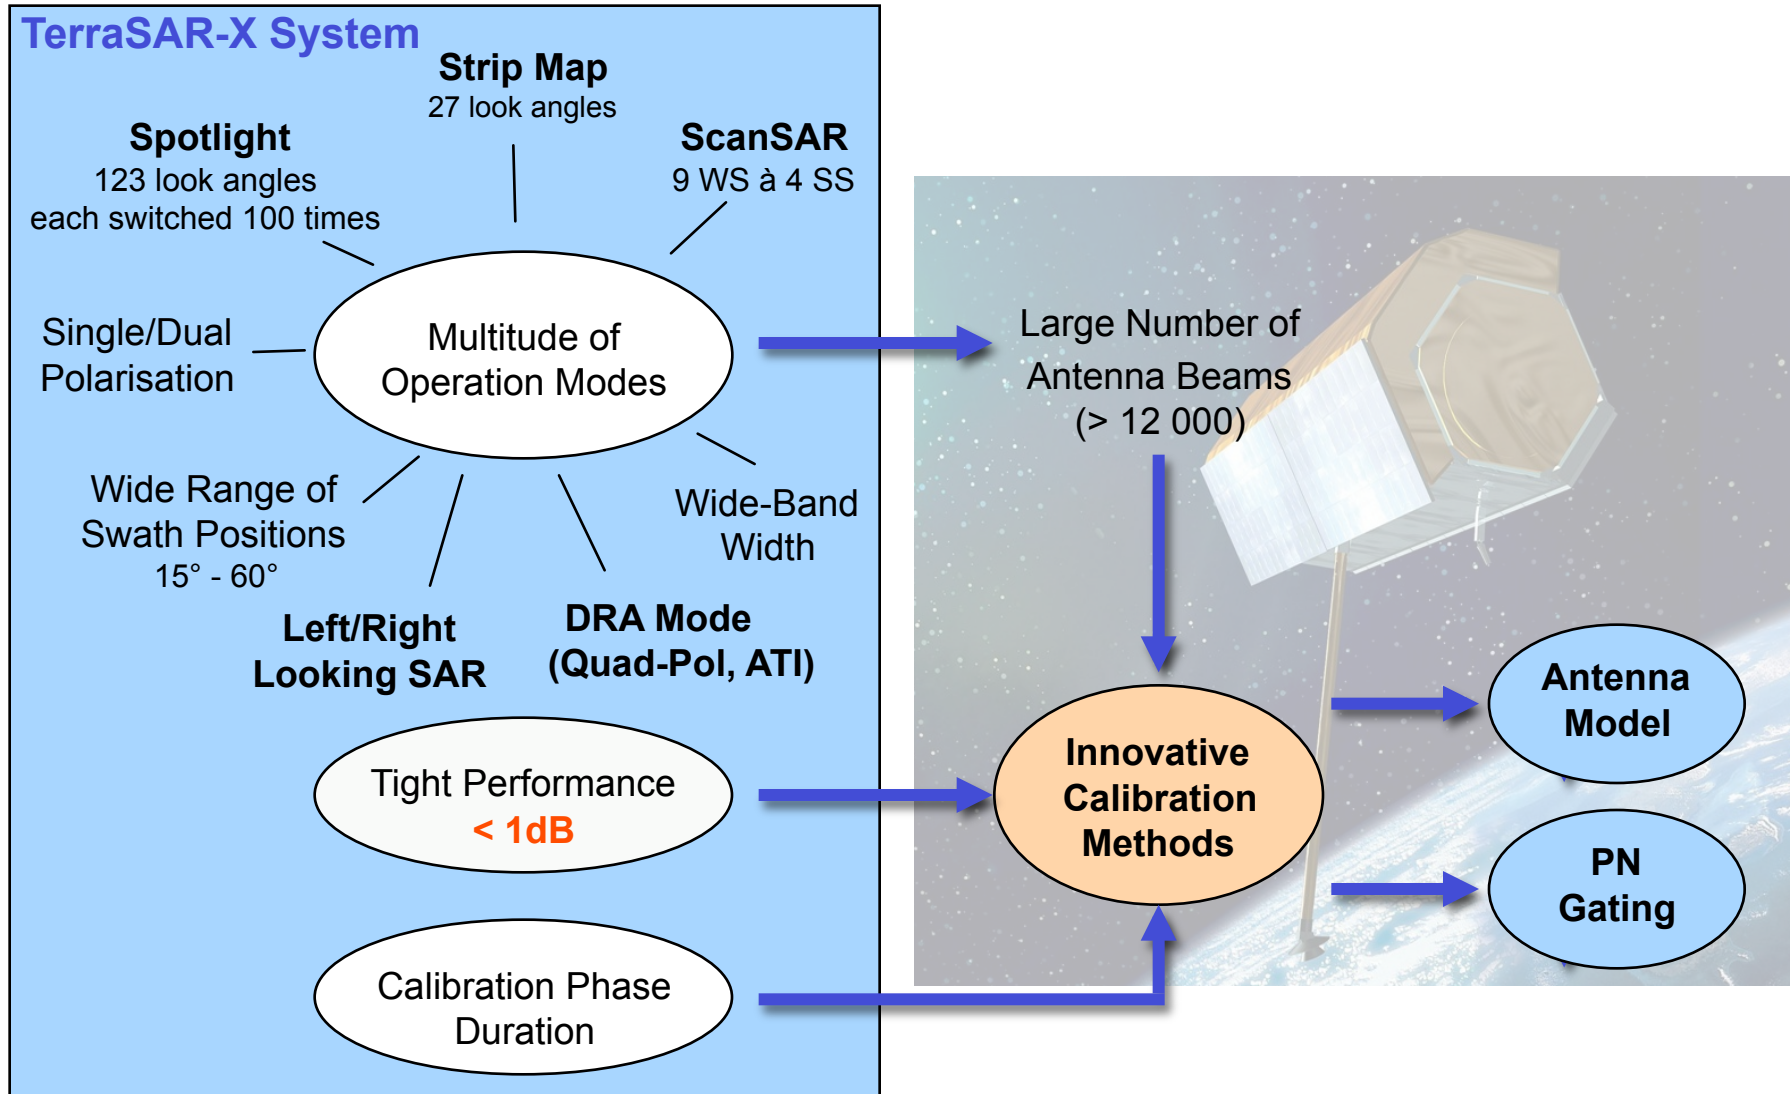 TerraSAR-X System
Strip Map
27 look angles
Spotlight
123 look angles
each switched 100 times
ScanSAR
9 WS à 4 SS
Single/Dual
Polarisation
Multitude of
Operation Modes
Large Number of
Antenna Beams
(> 12 000)
Wide Range of
Swath Positions
15° - 60°
Wide-Band
Width
Left/Right
Looking SAR
DRA Mode
(Quad-Pol, ATI)
Tight Performance
< 1dB
Innovative
Calibration
Methods
Antenna
Model
PN
Gating
Calibration Phase
Duration